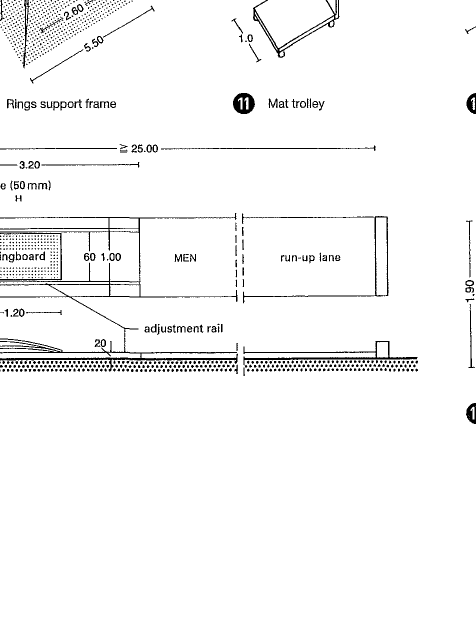 2.60
5.50
1.0
Rings support frame
11 Mat trolley
≧ 25.00
3.20
(50 mm)
H
60 1.00
MEN
run-up lane
1.90
1.20
adjustment rail
20